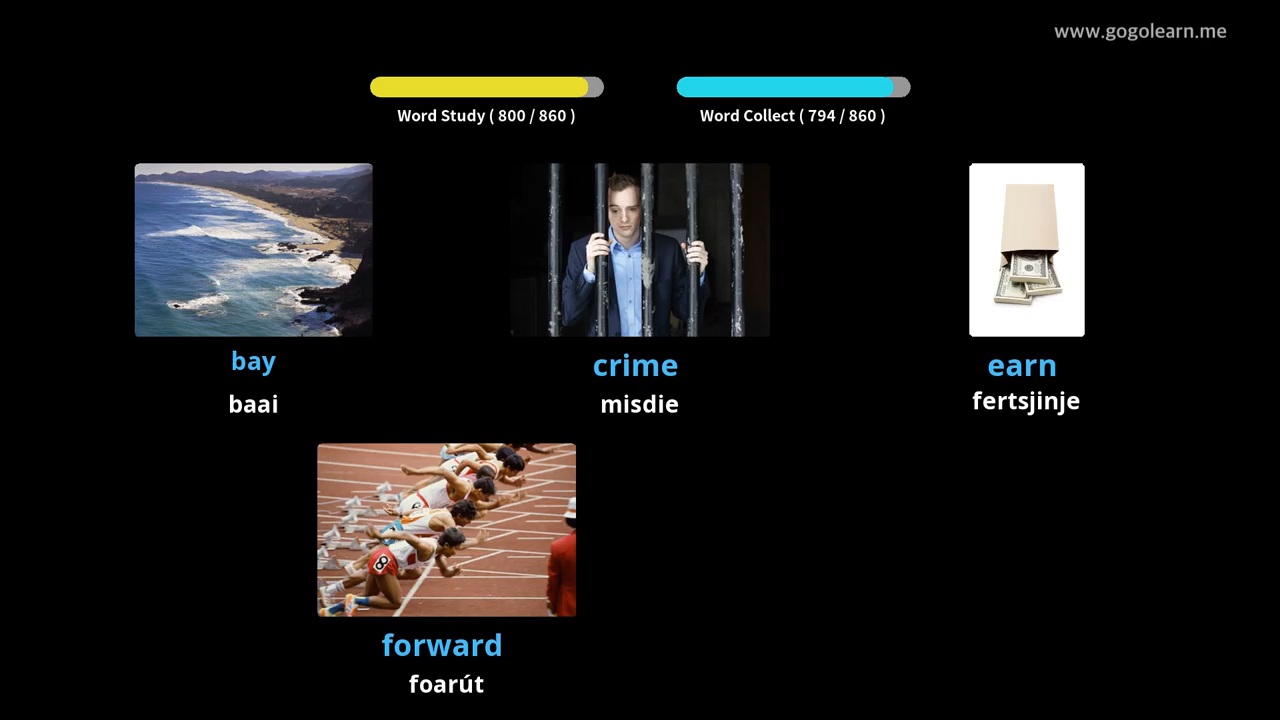 www.gogolearn.me
Word Study ( 800 / 860 )
Word Collect ( 794 / 860 )
bay
baai
crime
misdie
earn
fertsjinje
8
forward
foarút